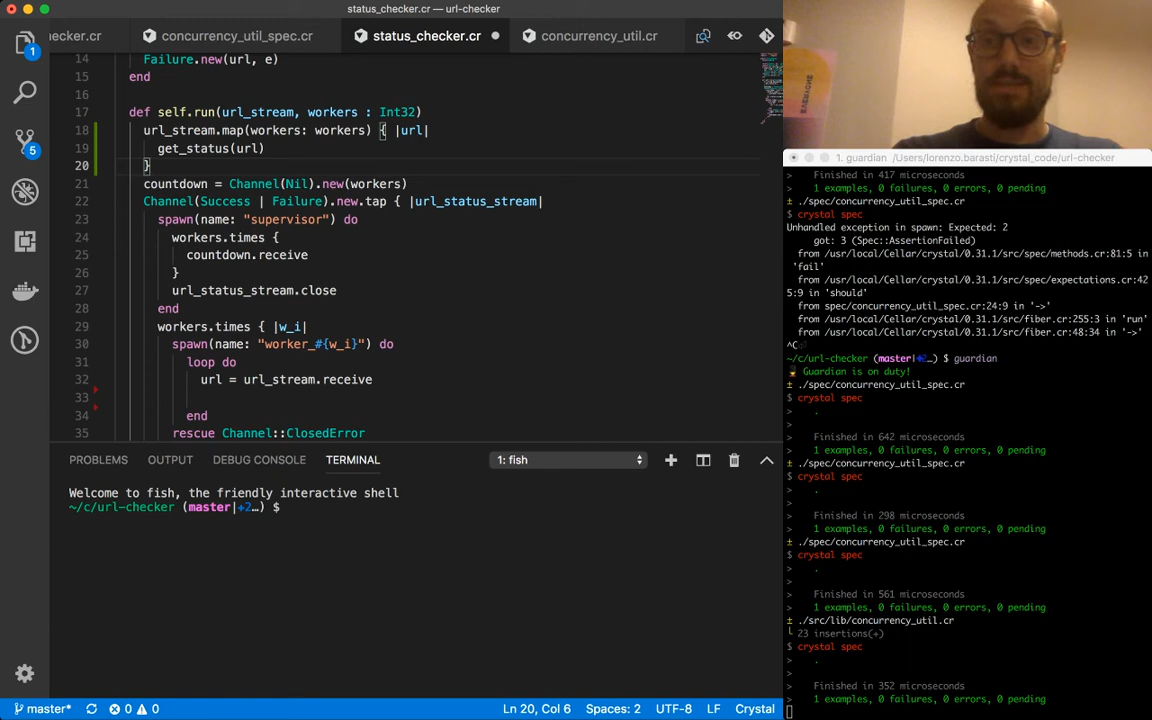 status_checker.cr — url-checker
ecker.cr
concurrency_util_spec.cr
status_checker.cr
concurrency_util.cr
14 Failure.new(url, e)
15 end
16
17 def self.run(url_stream, workers : Int32)
18 url_stream.map(workers: workers) { |url|
19 get_status(url)
20 }
21 countdown = Channel(Nil).new(workers)
22 Channel(Success | Failure).new.tap { |url_status_stream|
23 spawn(name: "supervisor") do
24 workers.times {
25 countdown.receive
26 }
27 url_status_stream.close
28 end
29 workers.times { |w_i|
30 spawn(name: "worker_#{w_i}") do
31 loop do
32 url = url_stream.receive
33
34 end
35 rescue Channel::ClosedError
1
5
PROBLEMS OUTPUT DEBUG CONSOLE TERMINAL 1: fish
Welcome to fish, the friendly interactive shell
~/c/url-checker (master|+2…) $
master* 0 0 Ln 20, Col 6 Spaces: 2 UTF-8 LF Crystal
EVERYONE
1. guardian /Users/lorenzo.barasti/crystal_code/url-checker
> Finished in 417 microseconds
> 1 examples, 0 failures, 0 errors, 0 pending
± ./spec/concurrency_util_spec.cr
$ crystal spec
Unhandled exception in spawn: Expected: 2
got: 3 (Spec::AssertionFailed)
from /usr/local/Cellar/crystal/0.31.1/src/spec/methods.cr:81:5 in
'fail'
from /usr/local/Cellar/crystal/0.31.1/src/spec/expectations.cr:42
5:9 in 'should'
from spec/concurrency_util_spec.cr:24:9 in '->'
from /usr/local/Cellar/crystal/0.31.1/src/fiber.cr:255:3 in 'run'
from /usr/local/Cellar/crystal/0.31.1/src/fiber.cr:48:34 in '->'
^C
~/c/url-checker (master|+2…) $ guardian
Guardian is on duty!
± ./spec/concurrency_util_spec.cr
$ crystal spec
> .
>
> Finished in 642 microseconds
> 1 examples, 0 failures, 0 errors, 0 pending
± ./spec/concurrency_util_spec.cr
$ crystal spec
> .
>
> Finished in 298 microseconds
> 1 examples, 0 failures, 0 errors, 0 pending
± ./spec/concurrency_util_spec.cr
$ crystal spec
> .
>
> Finished in 561 microseconds
> 1 examples, 0 failures, 0 errors, 0 pending
± ./src/lib/concurrency_util.cr
└ 23 insertions(+)
$ crystal spec
> .
>
> Finished in 352 microseconds
> 1 examples, 0 failures, 0 errors, 0 pending